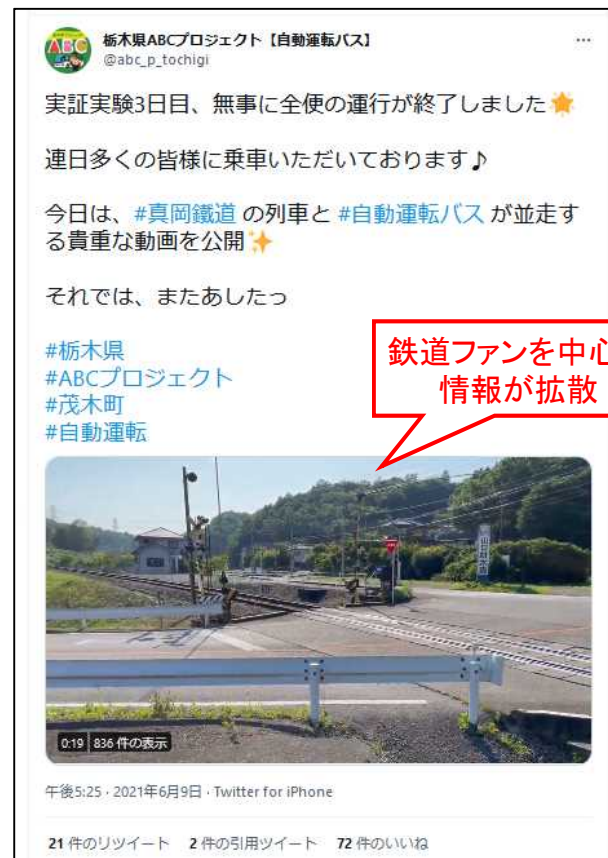 栃木県ABCプロジェクト【自動運転バス】
@abc_p_tochigi
実証実験3日目、無事に全便の運行が終了しました
連日多くの皆様に乗車いただいております♪
今日は、#真岡鐵道 の列車と #自動運転バス が並走す
る貴重な動画を公開
それでは、またあしたっ
#栃木県
#ABCプロジェクト
#茂木町
#自動運転
鉄道ファンを中心
情報が拡散
0:19 836 件の表示
午後5:25 · 2021年6月9日 · Twitter for iPhone
21 件のリツイート 2 件の引用ツイート 72 件のいいね